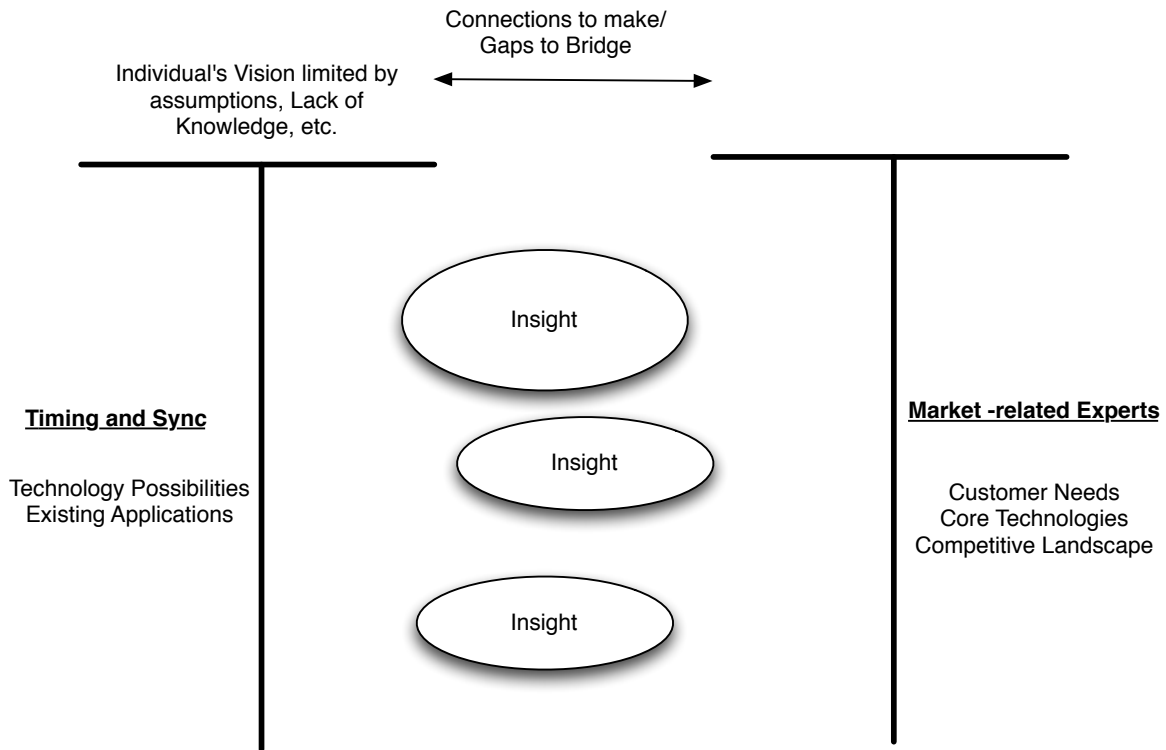 Connections to make/
Gaps to Bridge
Individual's Vision limited by
assumptions, Lack of
Knowledge, etc.
Insight
Timing and Sync
Market -related Experts
Insight
Technology Possibilities
Existing Applications
Customer Needs
Core Technologies
Competitive Landscape
Insight